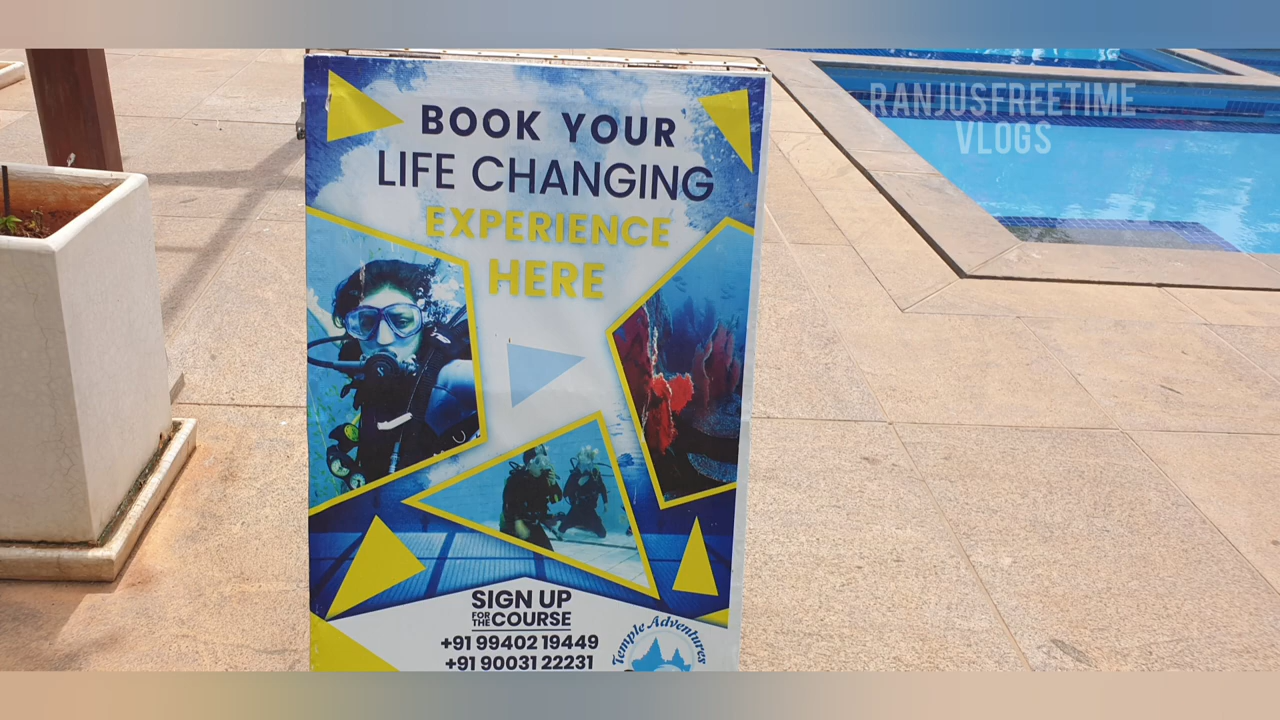 RANJUSFREETIME
VLOGS
BOOK YOUR
LIFE CHANGING
EXPERIENCE
HERE
SIGN UP
FOR THE COURSE
+91 99402 19449
+91 90031 22231
Temple Adventures